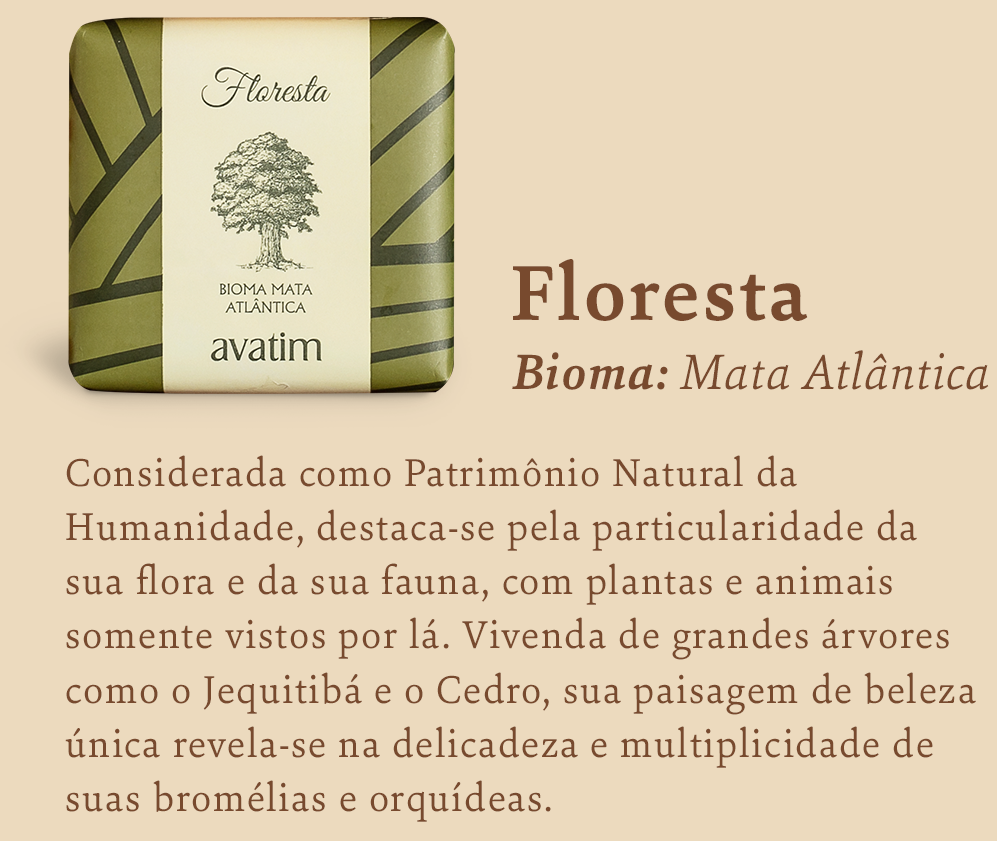 Floresta
BIOMA MATA
ATLÂNTICA
avatim
Floresta
Bioma: Mata Atlântica
Considerada como Patrimônio Natural da
Humanidade, destaca-se pela particularidade da
sua flora e da sua fauna, com plantas e animais
somente vistos por lá. Vivenda de grandes árvores
como o Jequitibá e o Cedro, sua paisagem de beleza
única revela-se na delicadeza e multiplicidade de
suas bromélias e orquídeas.